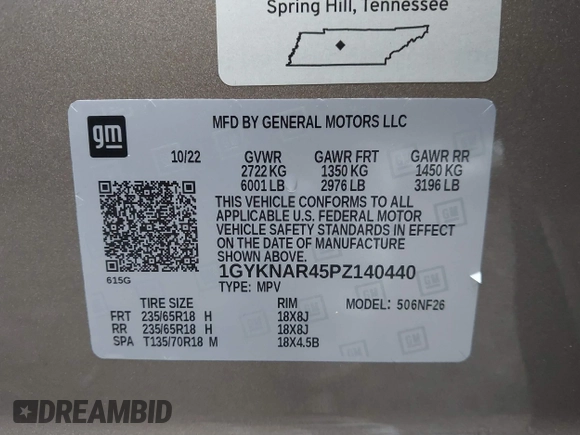 Spring Hill, Tennessee
gm
MFD BY GENERAL MOTORS LLC
10/22 GVWR GAWR FRT GAWR RR
2722 KG 1350 KG 1450 KG
6001 LB 2976 LB 3196 LB
THIS VEHICLE CONFORMS TO ALL
APPLICABLE U.S. FEDERAL MOTOR
VEHICLE SAFETY STANDARDS IN EFFECT
ON THE DATE OF MANUFACTURE
SHOWN ABOVE.
615G
1GYKNAR45PZ140440
TYPE: MPV
TIRE SIZE RIM MODEL: 506NF26
FRT 235/65R18 H 18X8J
RR 235/65R18 H 18X8J
SPA T135/70R18 M 18X4.5B
DREAMBID